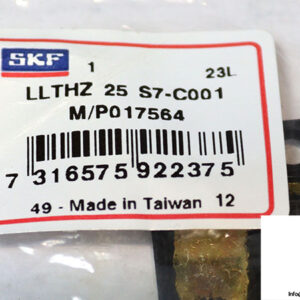 SKF
1
23L
LLTHZ 25 S7-C001
M/P017564
7 316575 922375
49 - Made in Taiwan 12